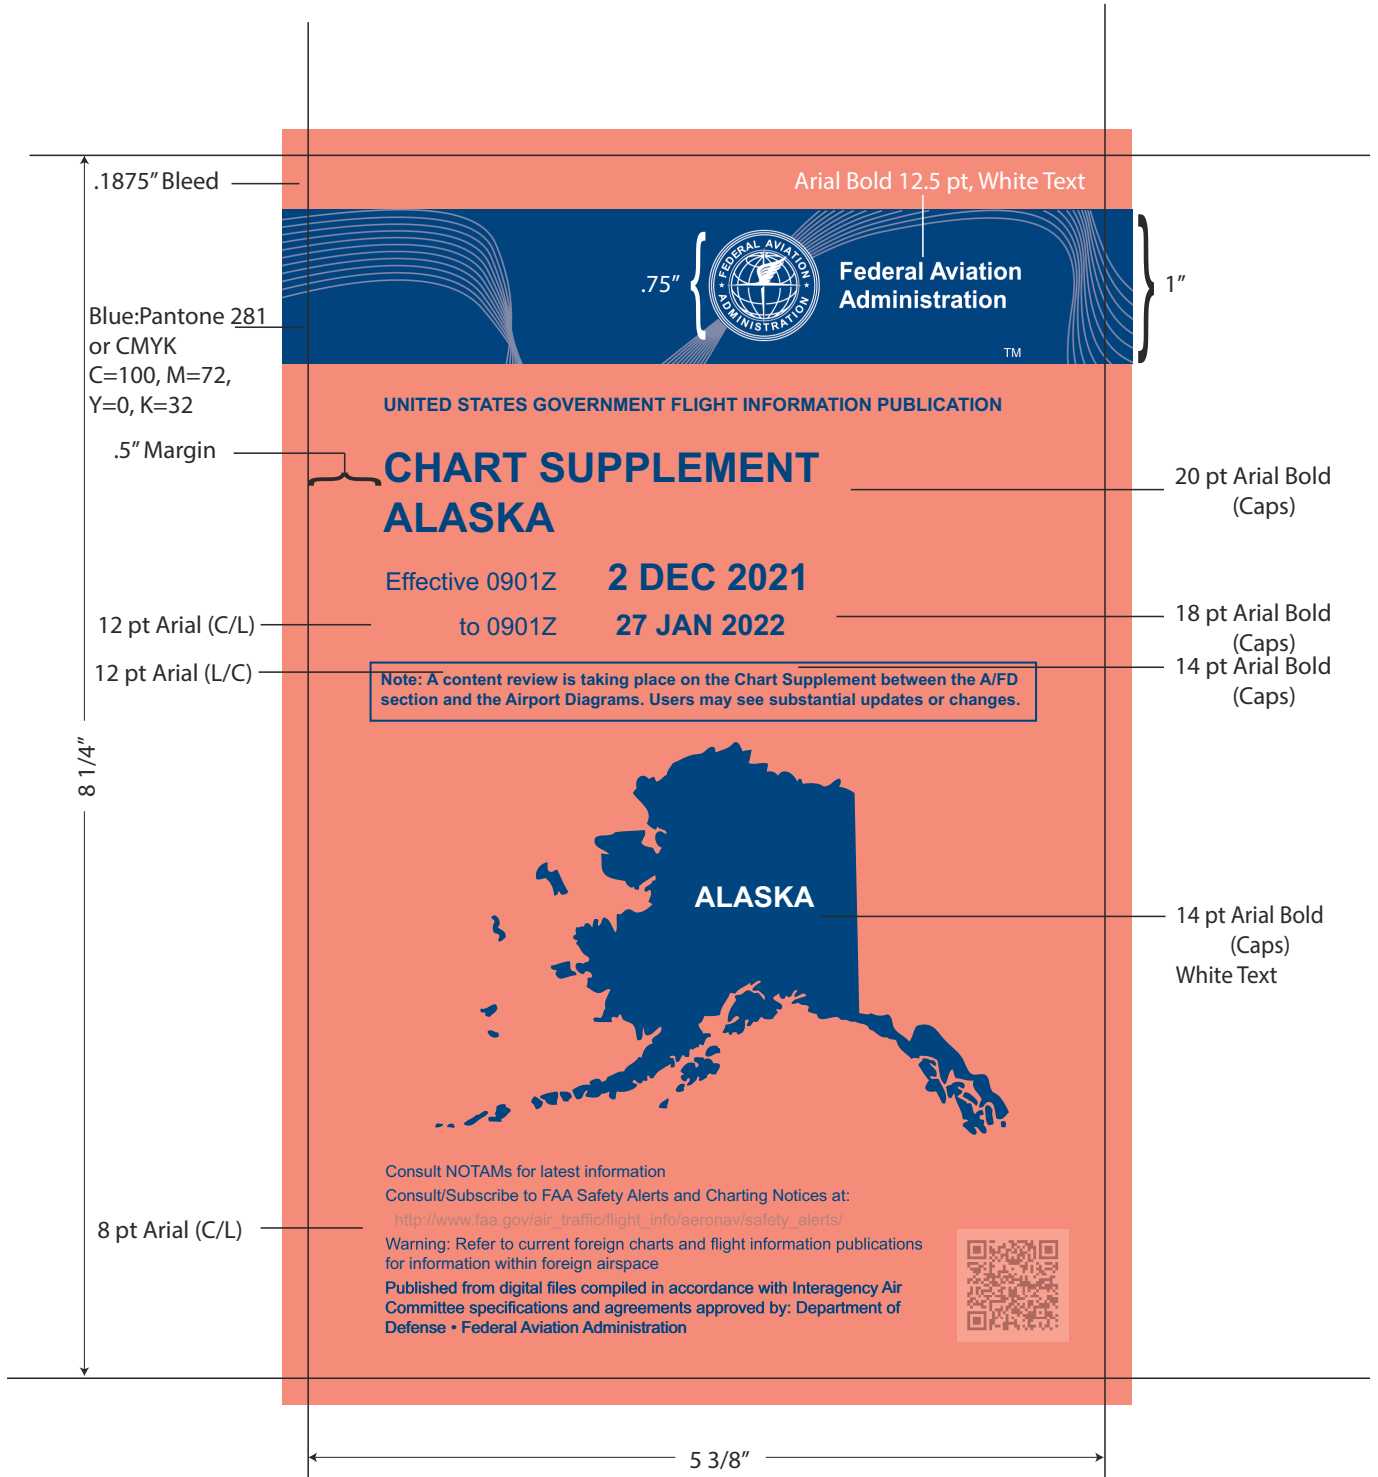 .1875” Bleed
Arial Bold 12.5 pt, White Text
.75”
FEDERAL AVIATION ADMINISTRATION
Federal Aviation
Administration
TM
1”
Blue:Pantone 281
or CMYK
C=100, M=72,
Y=0, K=32
UNITED STATES GOVERNMENT FLIGHT INFORMATION PUBLICATION
.5” Margin
CHART SUPPLEMENT
ALASKA
20 pt Arial Bold
(Caps)
Effective 0901Z 2 DEC 2021
to 0901Z 27 JAN 2022
12 pt Arial (C/L)
18 pt Arial Bold
(Caps)
12 pt Arial (L/C)
14 pt Arial Bold
(Caps)
Note: A content review is taking place on the Chart Supplement between the A/FD
section and the Airport Diagrams. Users may see substantial updates or changes.
8 1/4”
ALASKA
14 pt Arial Bold
(Caps)
White Text
Consult NOTAMs for latest information
Consult/Subscribe to FAA Safety Alerts and Charting Notices at:
http://www.faa.gov/air_traffic/flight_info/aeronav/safety_alerts/
8 pt Arial (C/L)
Warning: Refer to current foreign charts and flight information publications
for information within foreign airspace
Published from digital files compiled in accordance with Interagency Air
Committee specifications and agreements approved by: Department of
Defense • Federal Aviation Administration
5 3/8”